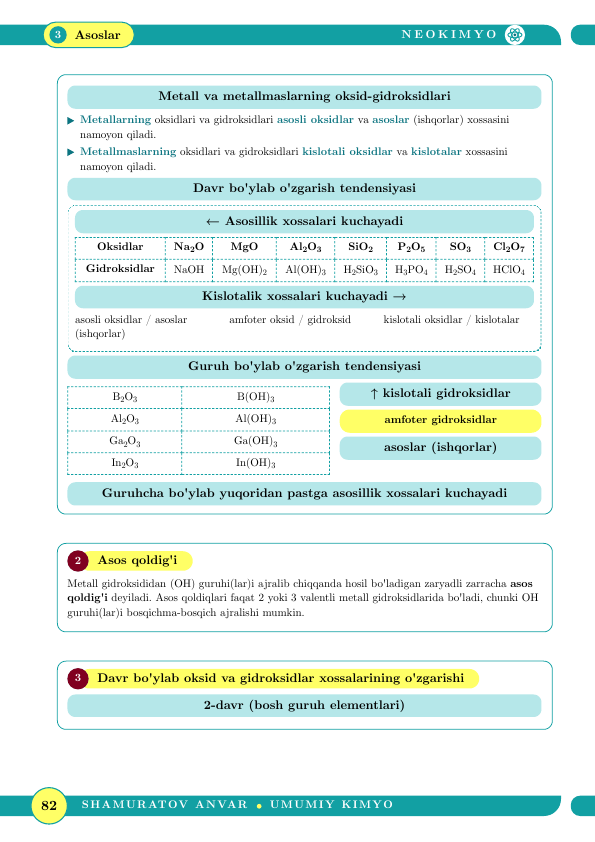 3 Asoslar
NEOKIMYO
Metall va metallmaslarning oksid-gidroksidlari
▶ Metallarning oksidlari va gidroksidlari asosli oksidlar va asoslar (ishqorlar) xossasini
namoyon qiladi.
▶ Metallmaslarning oksidlari va gidroksidlari kislotali oksidlar va kislotalar xossasini
namoyon qiladi.
Davr bo'ylab o'zgarish tendensiyasi
← Asosillik xossalari kuchayadi
Oksidlar Na₂O MgO Al₂O₃ SiO₂ P₂O₅ SO₃ Cl₂O₇
Gidroksidlar NaOH Mg(OH)₂ Al(OH)₃ H₂SiO₃ H₃PO₄ H₂SO₄ HClO₄
Kislotalik xossalari kuchayadi →
asosli oksidlar / asoslar amfoter oksid / gidroksid kislotali oksidlar / kislotalar
(ishqorlar)
Guruh bo'ylab o'zgarish tendensiyasi
B₂O₃ B(OH)₃
Al₂O₃ Al(OH)₃
Ga₂O₃ Ga(OH)₃
In₂O₃ In(OH)₃
↑ kislotali gidroksidlar
amfoter gidroksidlar
asoslar (ishqorlar)
Guruhcha bo'ylab yuqoridan pastga asosillik xossalari kuchayadi
2 Asos qoldig'i
Metall gidroksididan (OH) guruhi(lar)i ajralib chiqqanda hosil bo'ladigan zaryadli zarracha asos
qoldig'i deyiladi. Asos qoldiqlari faqat 2 yoki 3 valentli metall gidroksidlarida bo'ladi, chunki OH
guruhi(lar)i bosqichma-bosqich ajralishi mumkin.
3 Davr bo'ylab oksid va gidroksidlar xossalarining o'zgarishi
2-davr (bosh guruh elementlari)
82 SHAMURATOV ANVAR • UMUMIY KIMYO